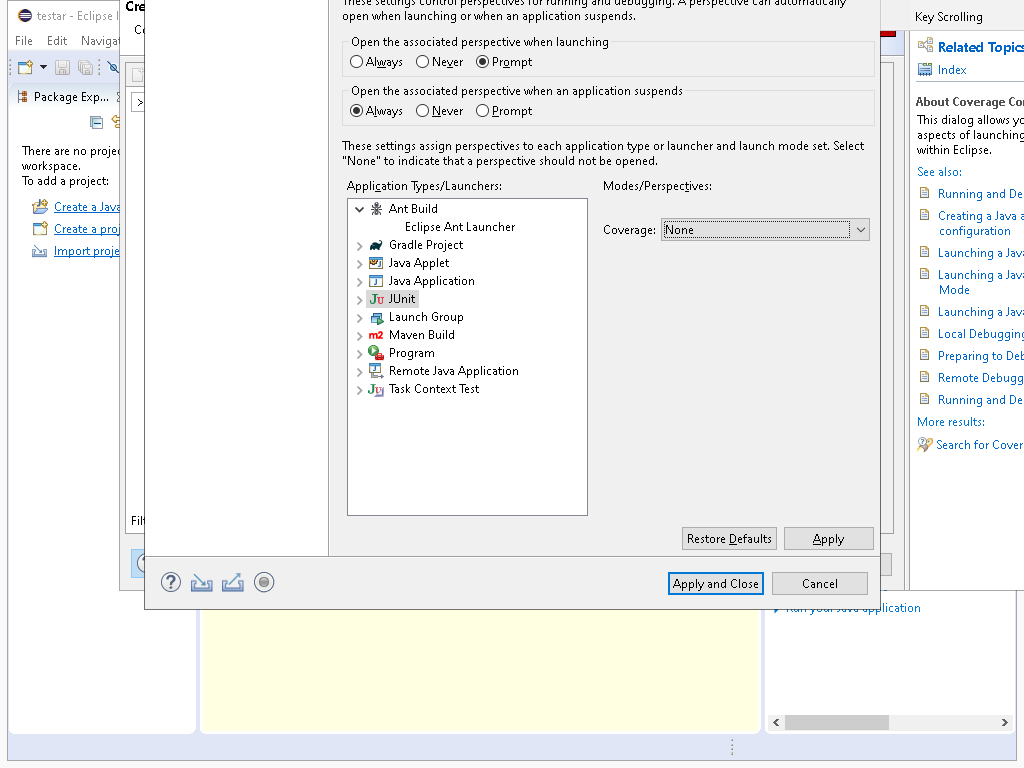 testar - Eclipse I
File Edit Navigat
Package Exp...
There are no proje
workspace.
To add a project:
Create a Java
Create a proj
Import proje
Cre
Filt
These settings control perspectives for running and debugging. A perspective can automatically
open when launching or when an application suspends.
Open the associated perspective when launching
Always Never Prompt
Open the associated perspective when an application suspends
Always Never Prompt
These settings assign perspectives to each application type or launcher and launch mode set. Select
"None" to indicate that a perspective should not be opened.
Application Types/Launchers:
Modes/Perspectives:
Ant Build
Eclipse Ant Launcher
Gradle Project
Java Applet
Java Application
JUnit
Launch Group
Maven Build
Program
Remote Java Application
Task Context Test
Coverage: None
Restore Defaults Apply
Apply and Close Cancel
Key Scrolling
Related Topics
Index
About Coverage Co
This dialog allows yo
aspects of launching
within Eclipse.
See also:
Running and De
Creating a Java a
configuration
Launching a Java
Launching a Java
Mode
Launching a Java
Local Debugging
Preparing to Deb
Remote Debugg
Running and De
More results:
Search for Cover
Run your Java application